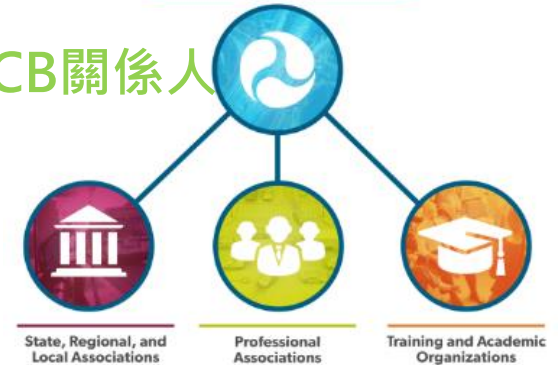 CB關係人
State, Regional, and
Local Associations
Professional
Associations
Training and Academic
Organizations